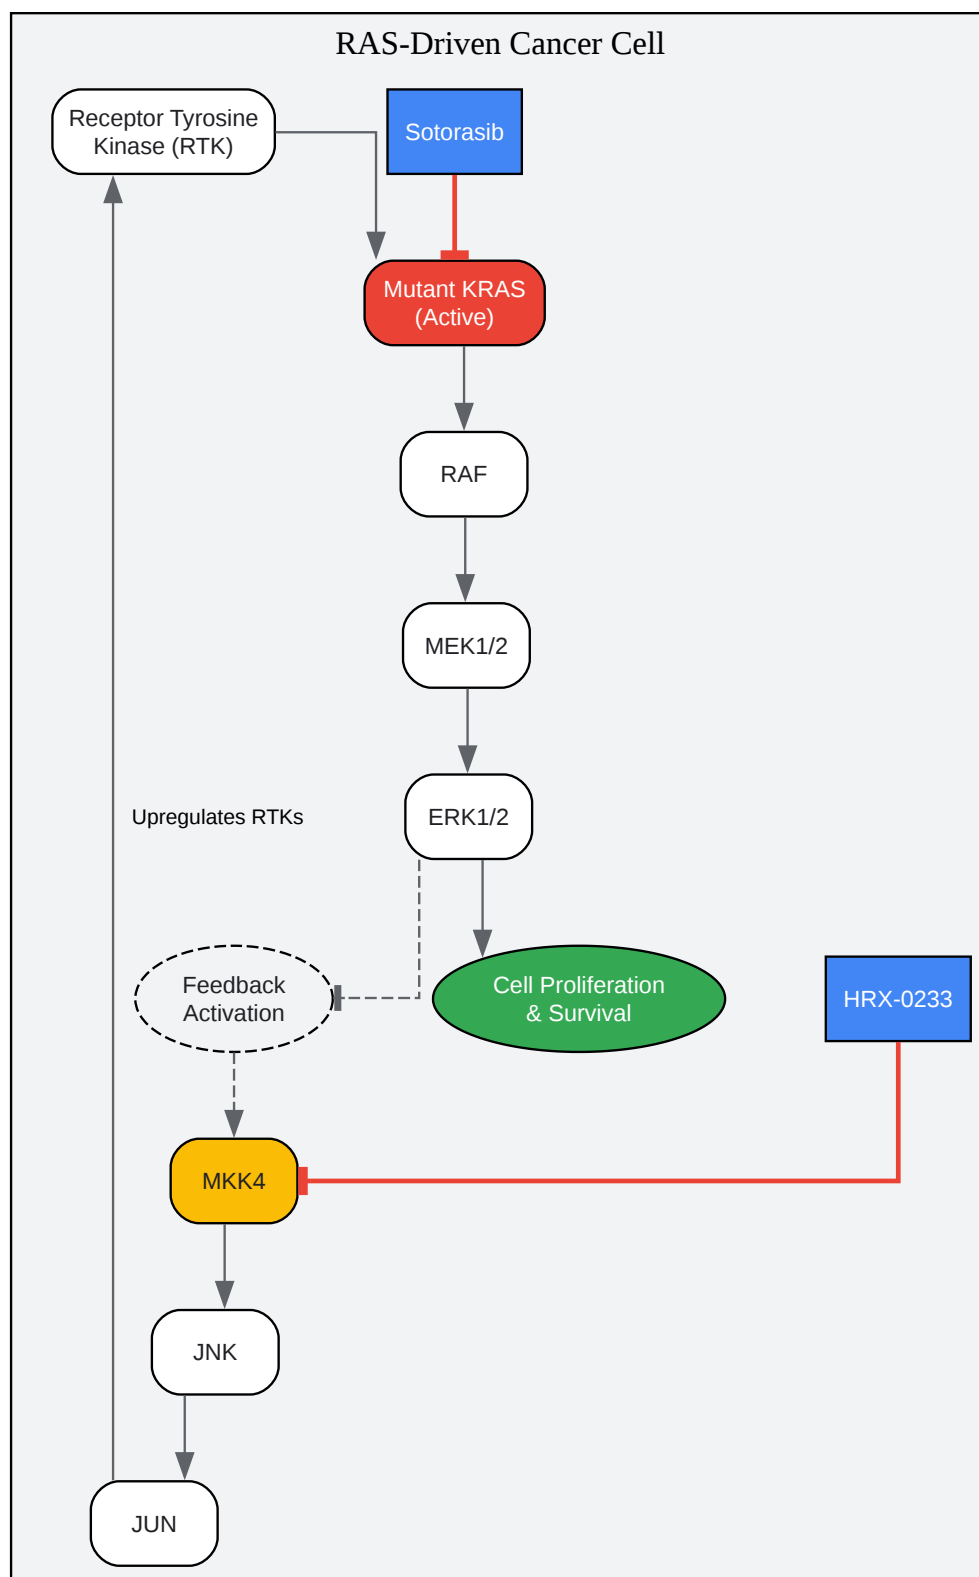 RAS-Driven Cancer Cell
Receptor Tyrosine
Kinase (RTK)
Sotorasib
Mutant KRAS
(Active)
RAF
MEK1/2
ERK1/2
Upregulates RTKs
Feedback
Activation
Cell Proliferation
& Survival
HRX-0233
MKK4
JNK
JUN